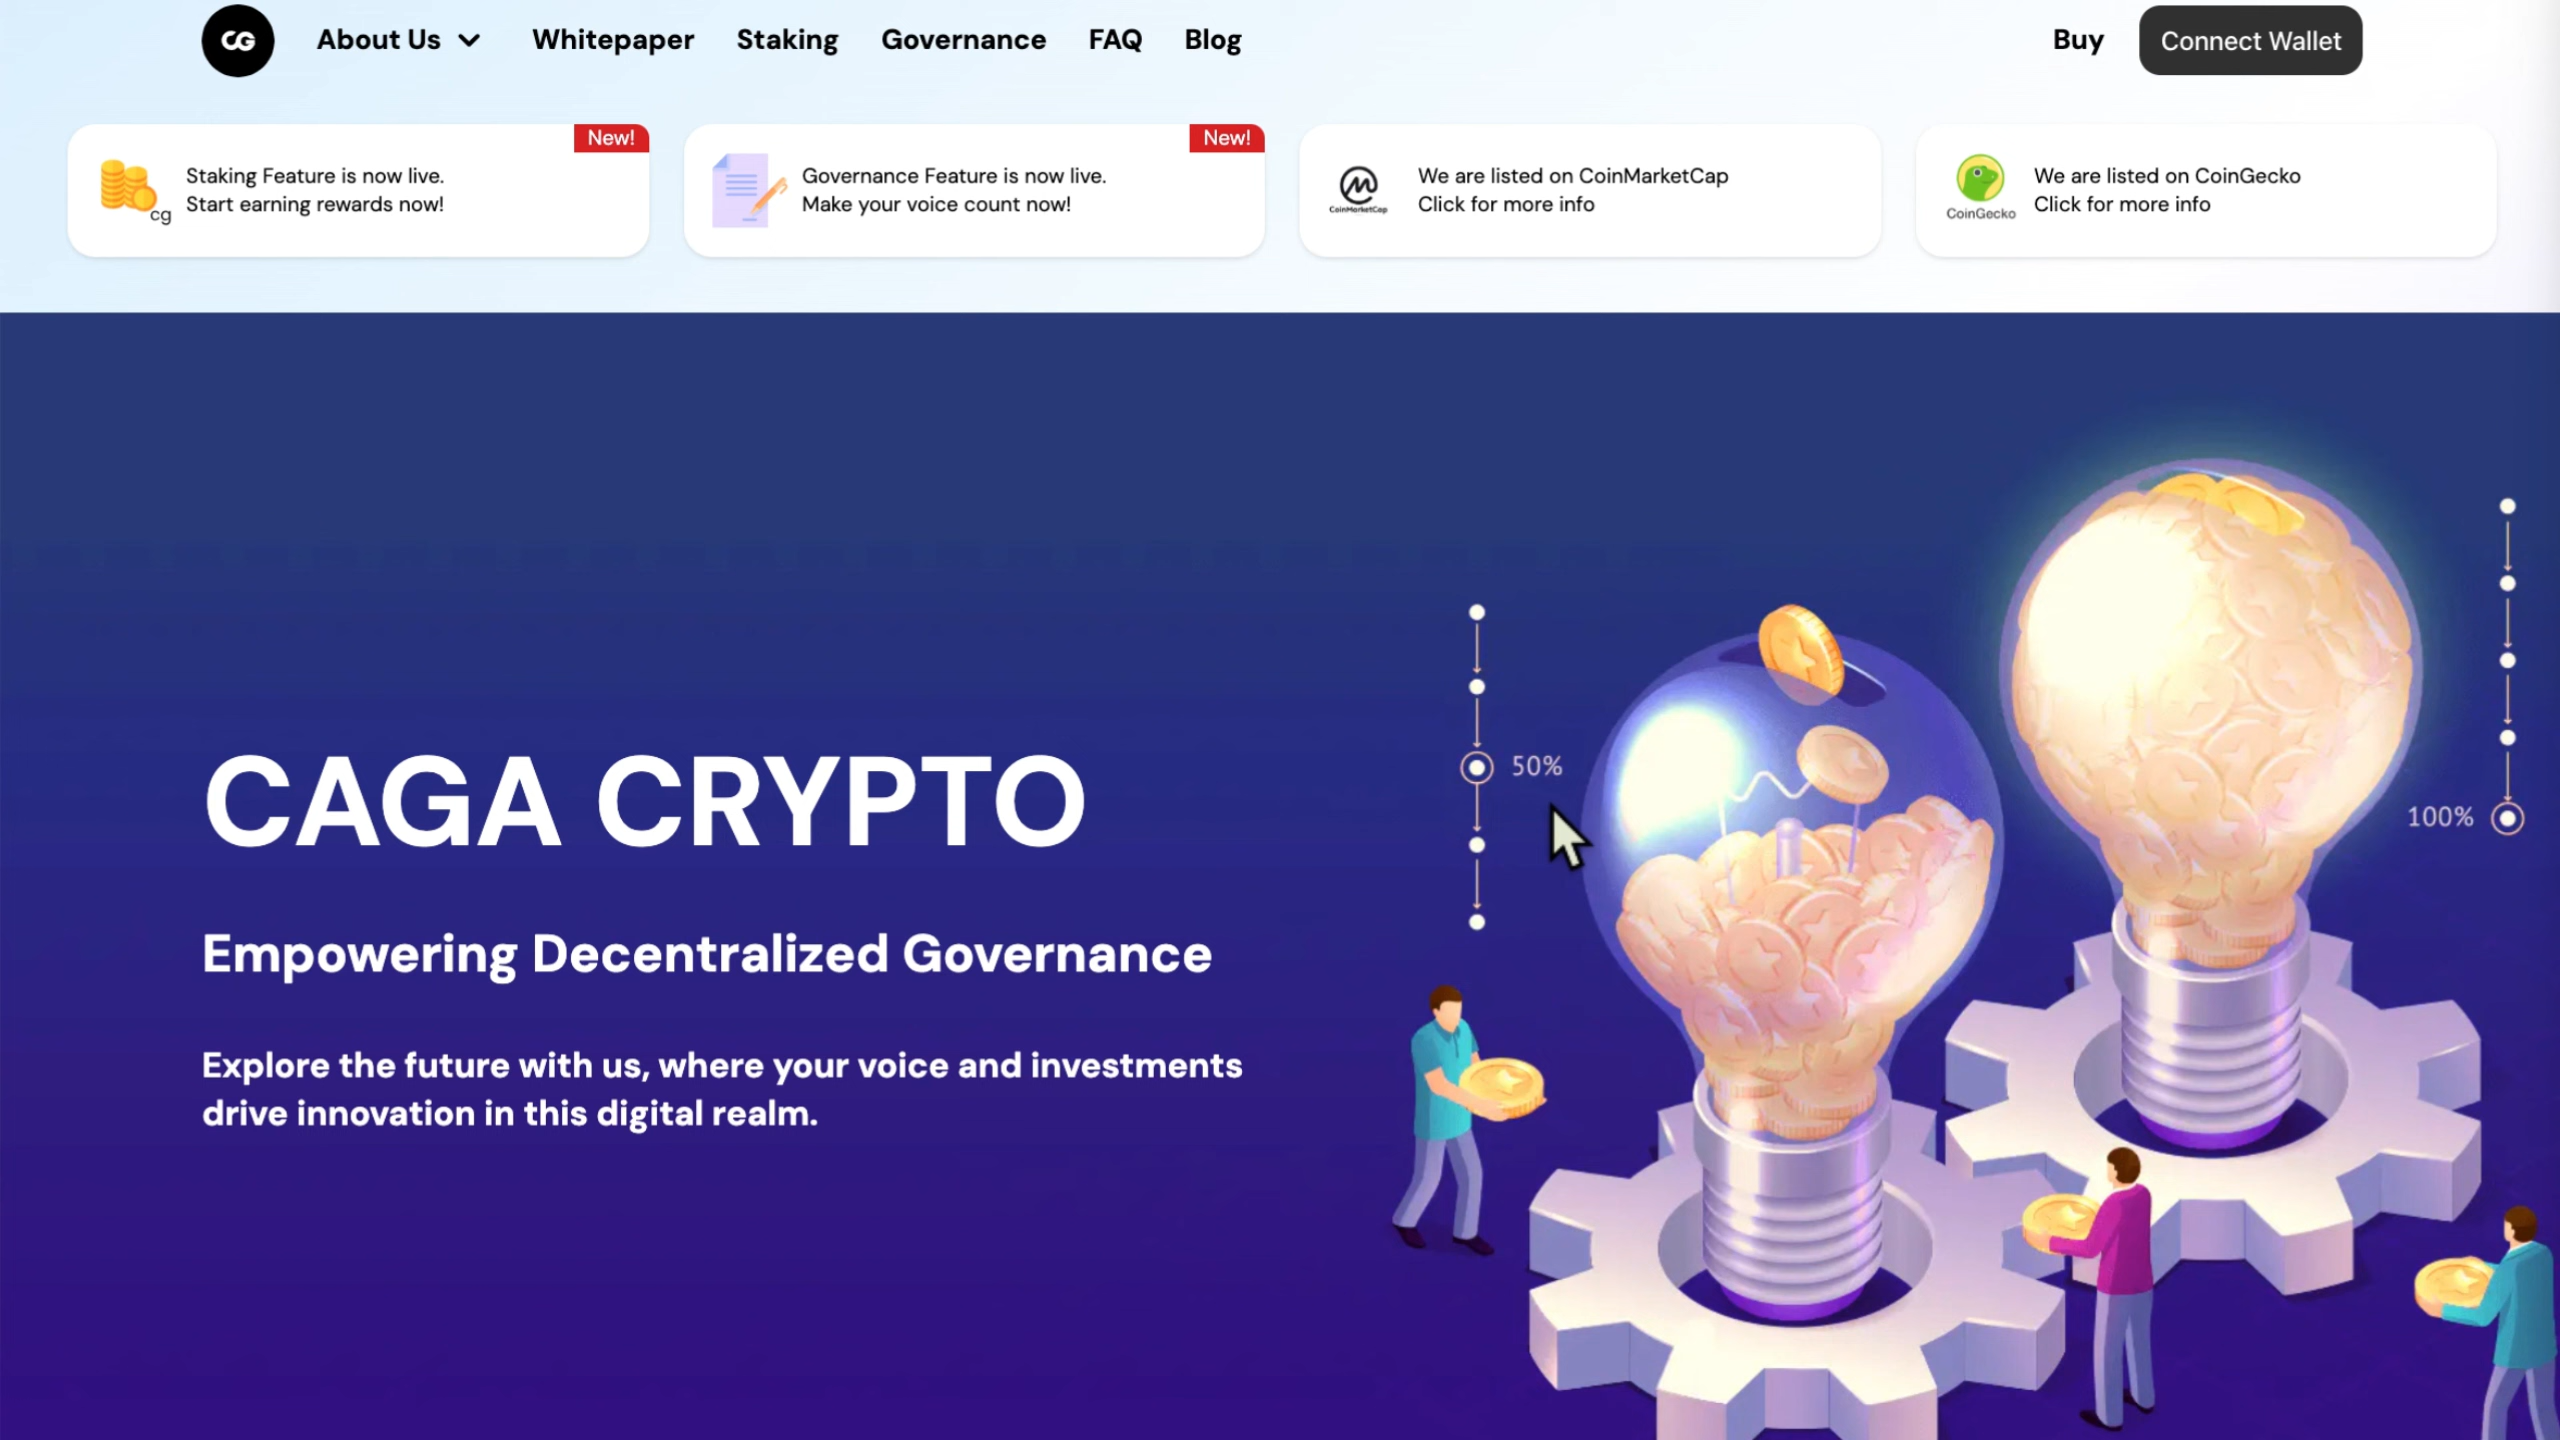 CG
About Us
Whitepaper
Staking
Governance
FAQ
Blog
Buy
Connect Wallet
New!
cg
Staking Feature is now live.
Start earning rewards now!
New!
Governance Feature is now live.
Make your voice count now!
CoinMarketCap
We are listed on CoinMarketCap
Click for more info
CoinGecko
We are listed on CoinGecko
Click for more info
CAGA CRYPTO
Empowering Decentralized Governance
Explore the future with us, where your voice and investments
drive innovation in this digital realm.
50%
100%